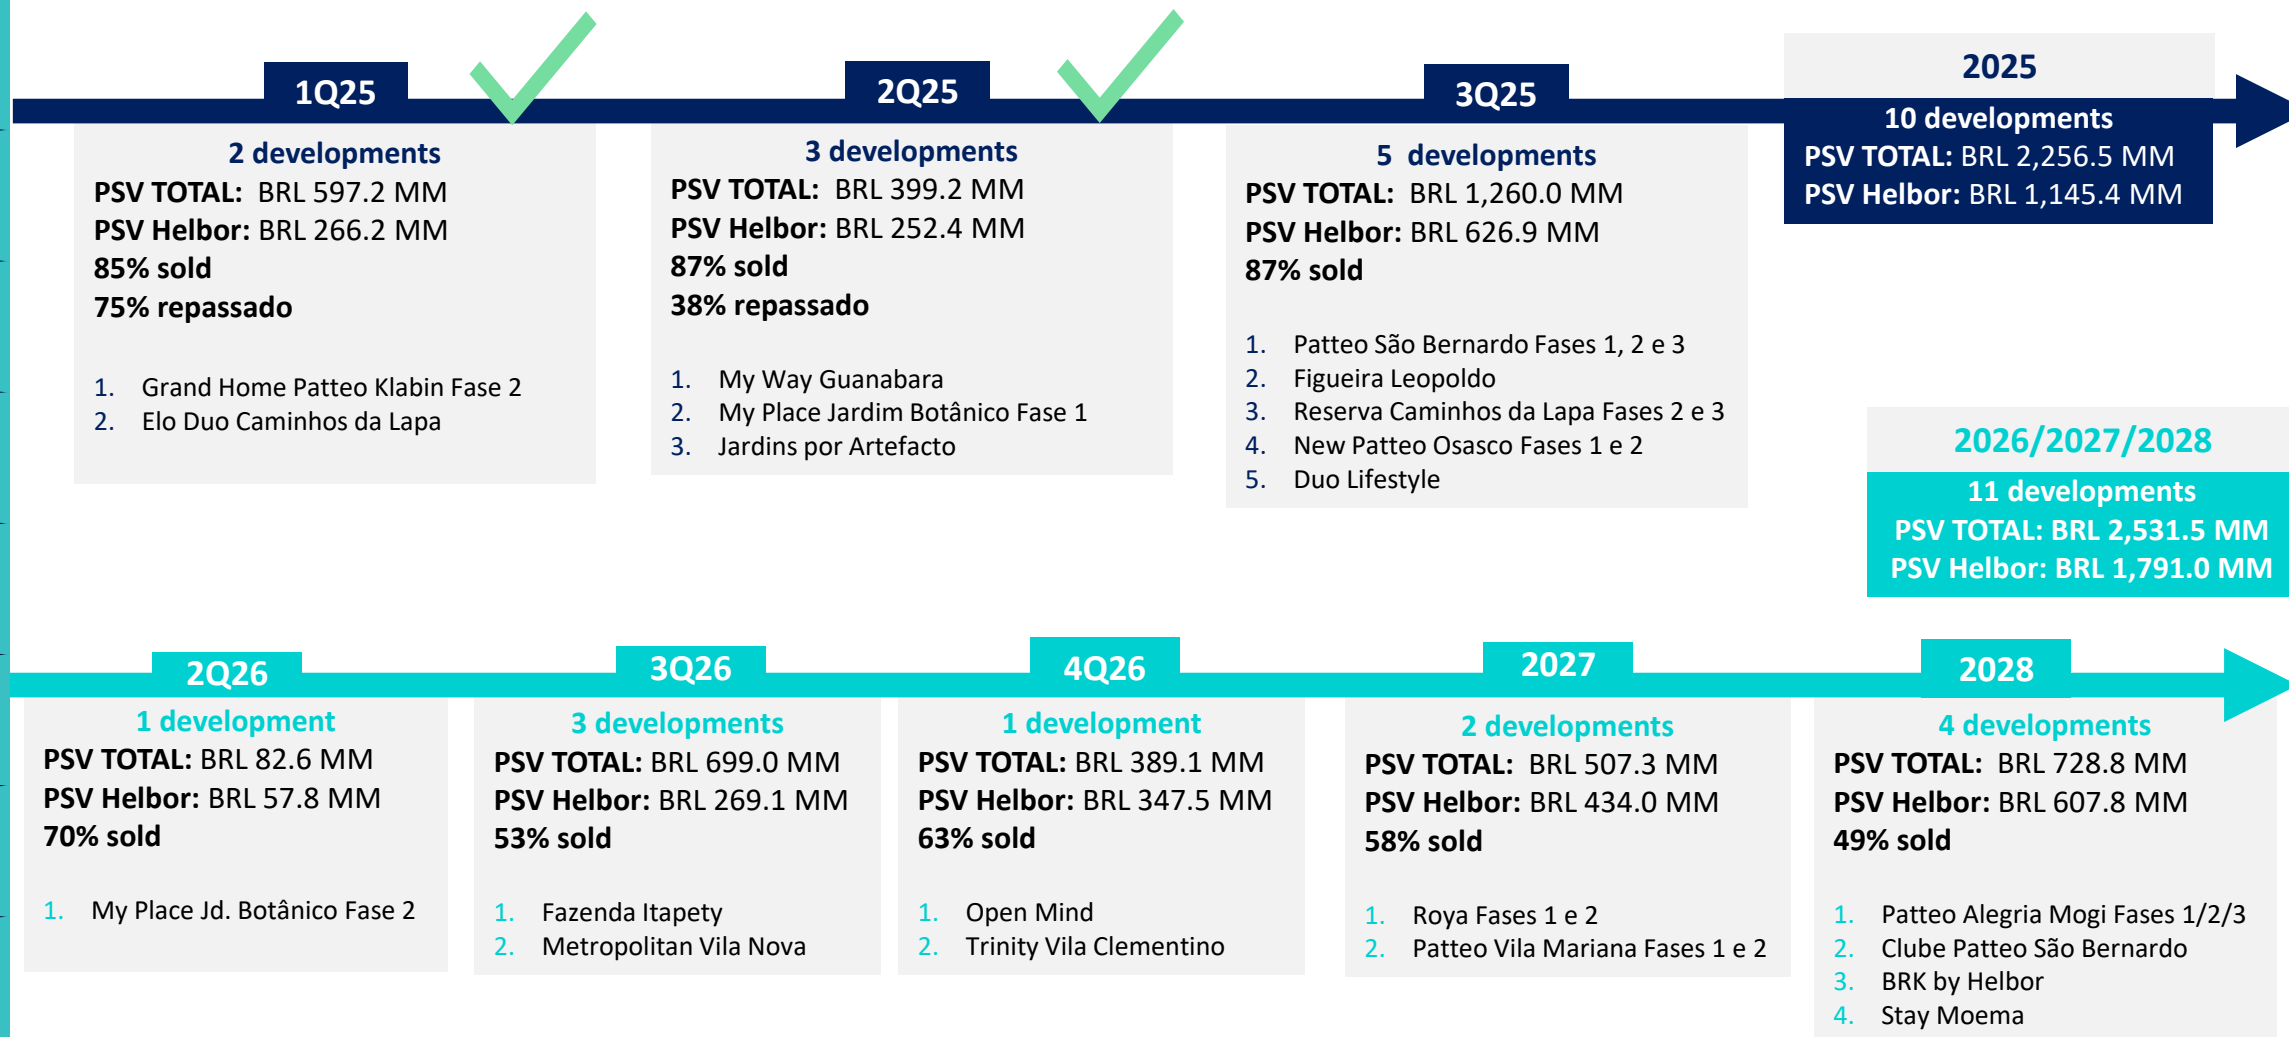 1Q25
2 developments
PSV TOTAL: BRL 597.2 MM
PSV Helbor: BRL 266.2 MM
85% sold
75% repassado
1. Grand Home Patteo Klabin Fase 2
2. Elo Duo Caminhos da Lapa
2Q25
3 developments
PSV TOTAL: BRL 399.2 MM
PSV Helbor: BRL 252.4 MM
87% sold
38% repassado
1. My Way Guanabara
2. My Place Jardim Botânico Fase 1
3. Jardins por Artefacto
3Q25
5 developments
PSV TOTAL: BRL 1,260.0 MM
PSV Helbor: BRL 626.9 MM
87% sold
1. Patteo São Bernardo Fases 1, 2 e 3
2. Figueira Leopoldo
3. Reserva Caminhos da Lapa Fases 2 e 3
4. New Patteo Osasco Fases 1 e 2
5. Duo Lifestyle
2025
10 developments
PSV TOTAL: BRL 2,256.5 MM
PSV Helbor: BRL 1,145.4 MM
2026/2027/2028
11 developments
PSV TOTAL: BRL 2,531.5 MM
PSV Helbor: BRL 1,791.0 MM
2Q26
1 development
PSV TOTAL: BRL 82.6 MM
PSV Helbor: BRL 57.8 MM
70% sold
1. My Place Jd. Botânico Fase 2
3Q26
3 developments
PSV TOTAL: BRL 699.0 MM
PSV Helbor: BRL 269.1 MM
53% sold
1. Fazenda Itapety
2. Metropolitan Vila Nova
4Q26
1 development
PSV TOTAL: BRL 389.1 MM
PSV Helbor: BRL 347.5 MM
63% sold
1. Open Mind
2. Trinity Vila Clementino
2027
2 developments
PSV TOTAL: BRL 507.3 MM
PSV Helbor: BRL 434.0 MM
58% sold
1. Roya Fases 1 e 2
2. Patteo Vila Mariana Fases 1 e 2
2028
4 developments
PSV TOTAL: BRL 728.8 MM
PSV Helbor: BRL 607.8 MM
49% sold
1. Patteo Alegria Mogi Fases 1/2/3
2. Clube Patteo São Bernardo
3. BRK by Helbor
4. Stay Moema